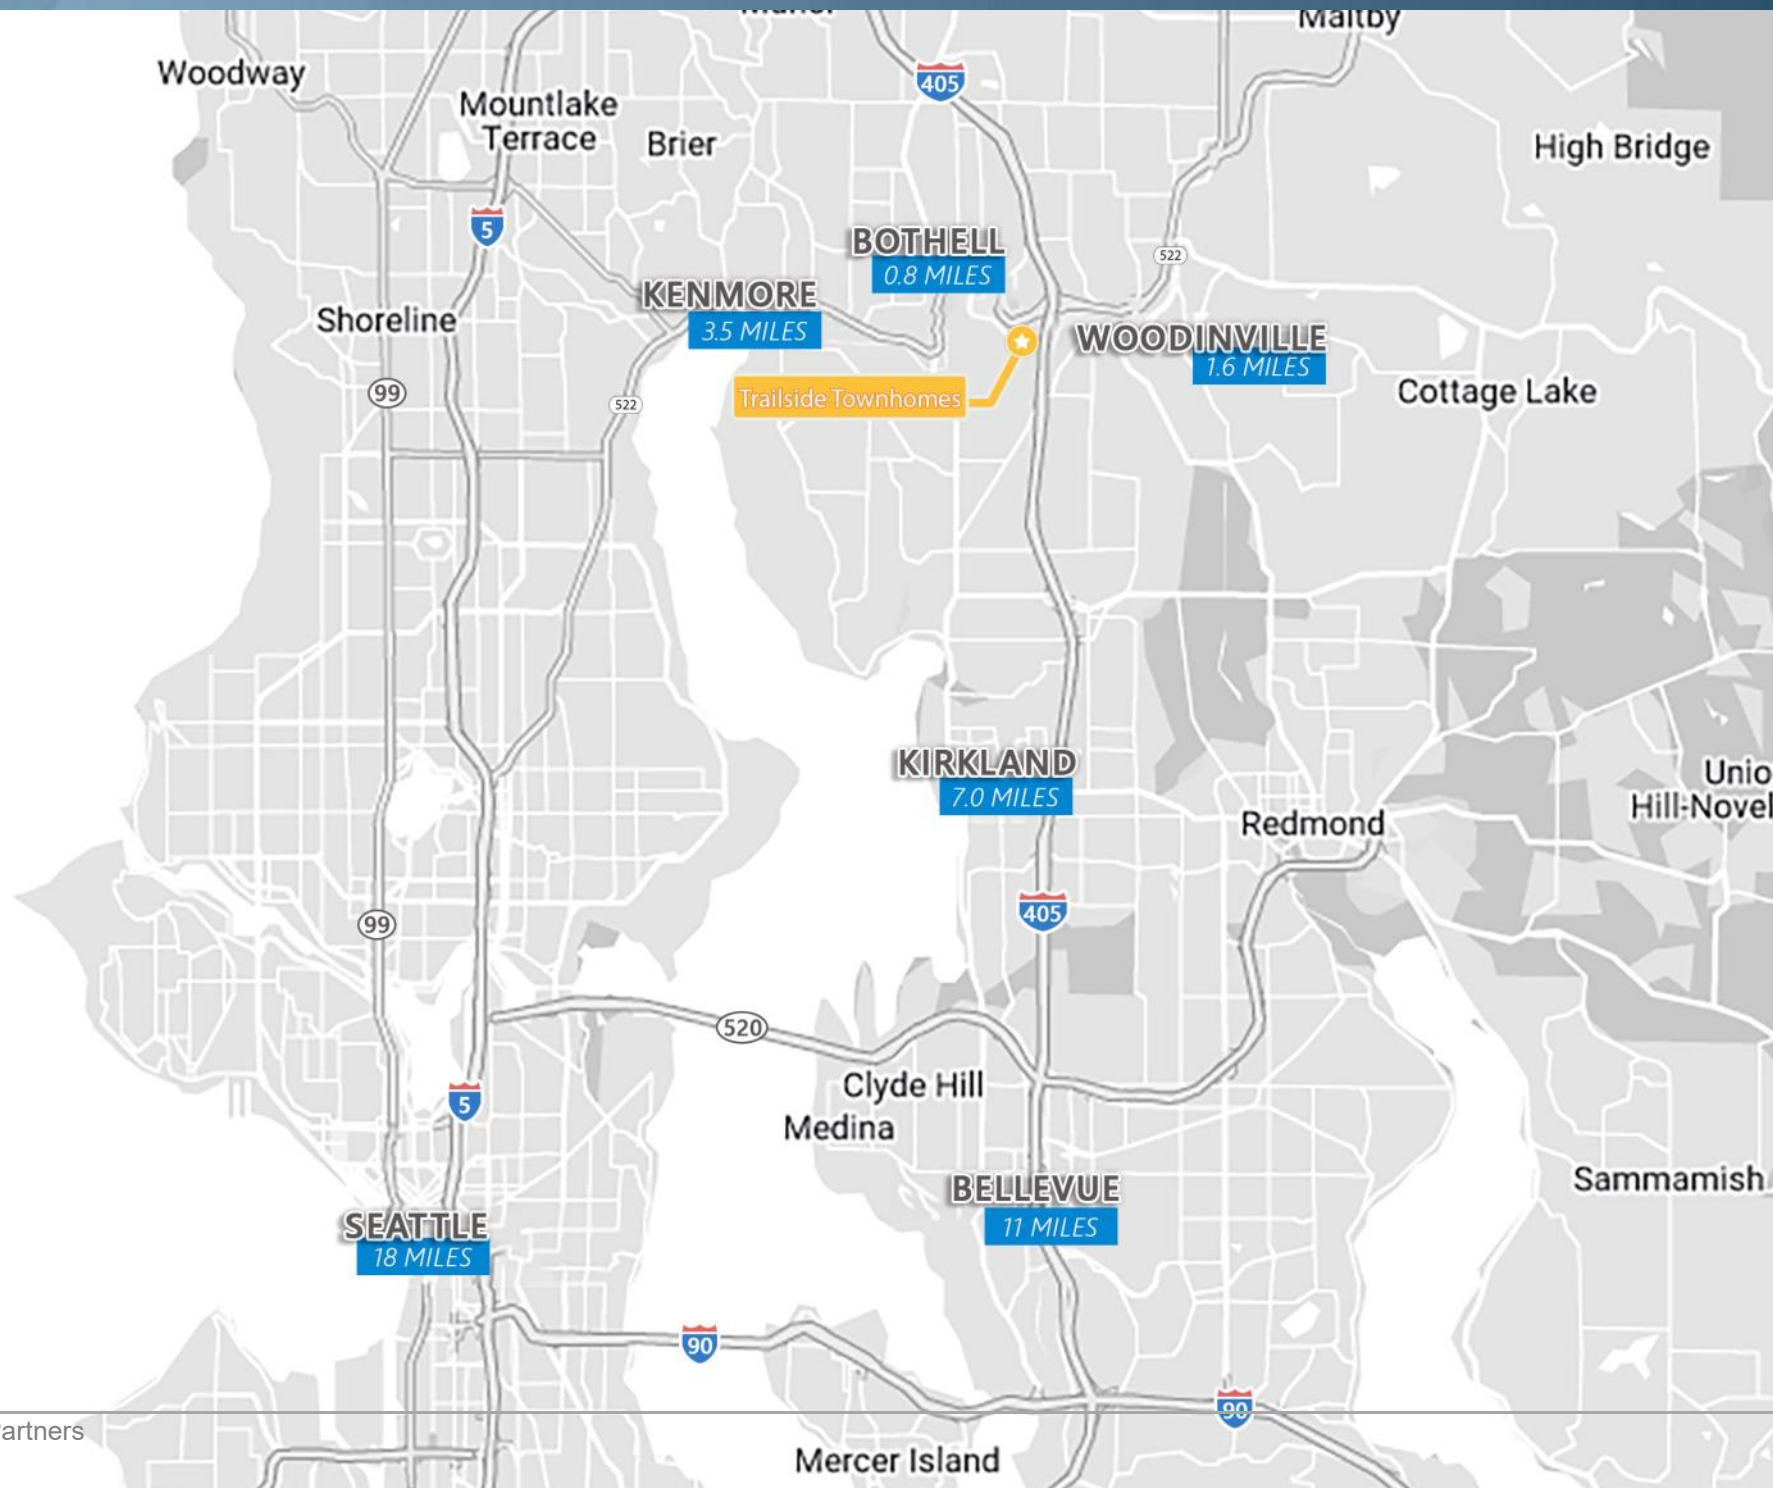 Maltby
Woodway
405
Mountlake
Terrace
Brier
High Bridge
5
BOTHELL
0.8 MILES
522
KENMORE
3.5 MILES
Shoreline
WOODINVILLE
1.6 MILES
99
522
Trailside Townhomes
Cottage Lake
KIRKLAND
7.0 MILES
Unio
Hill-Novel
Redmond
405
99
520
Clyde Hill
5
Medina
Sammamish
BELLEVUE
11 MILES
SEATTLE
18 MILES
90
90
artners
Mercer Island